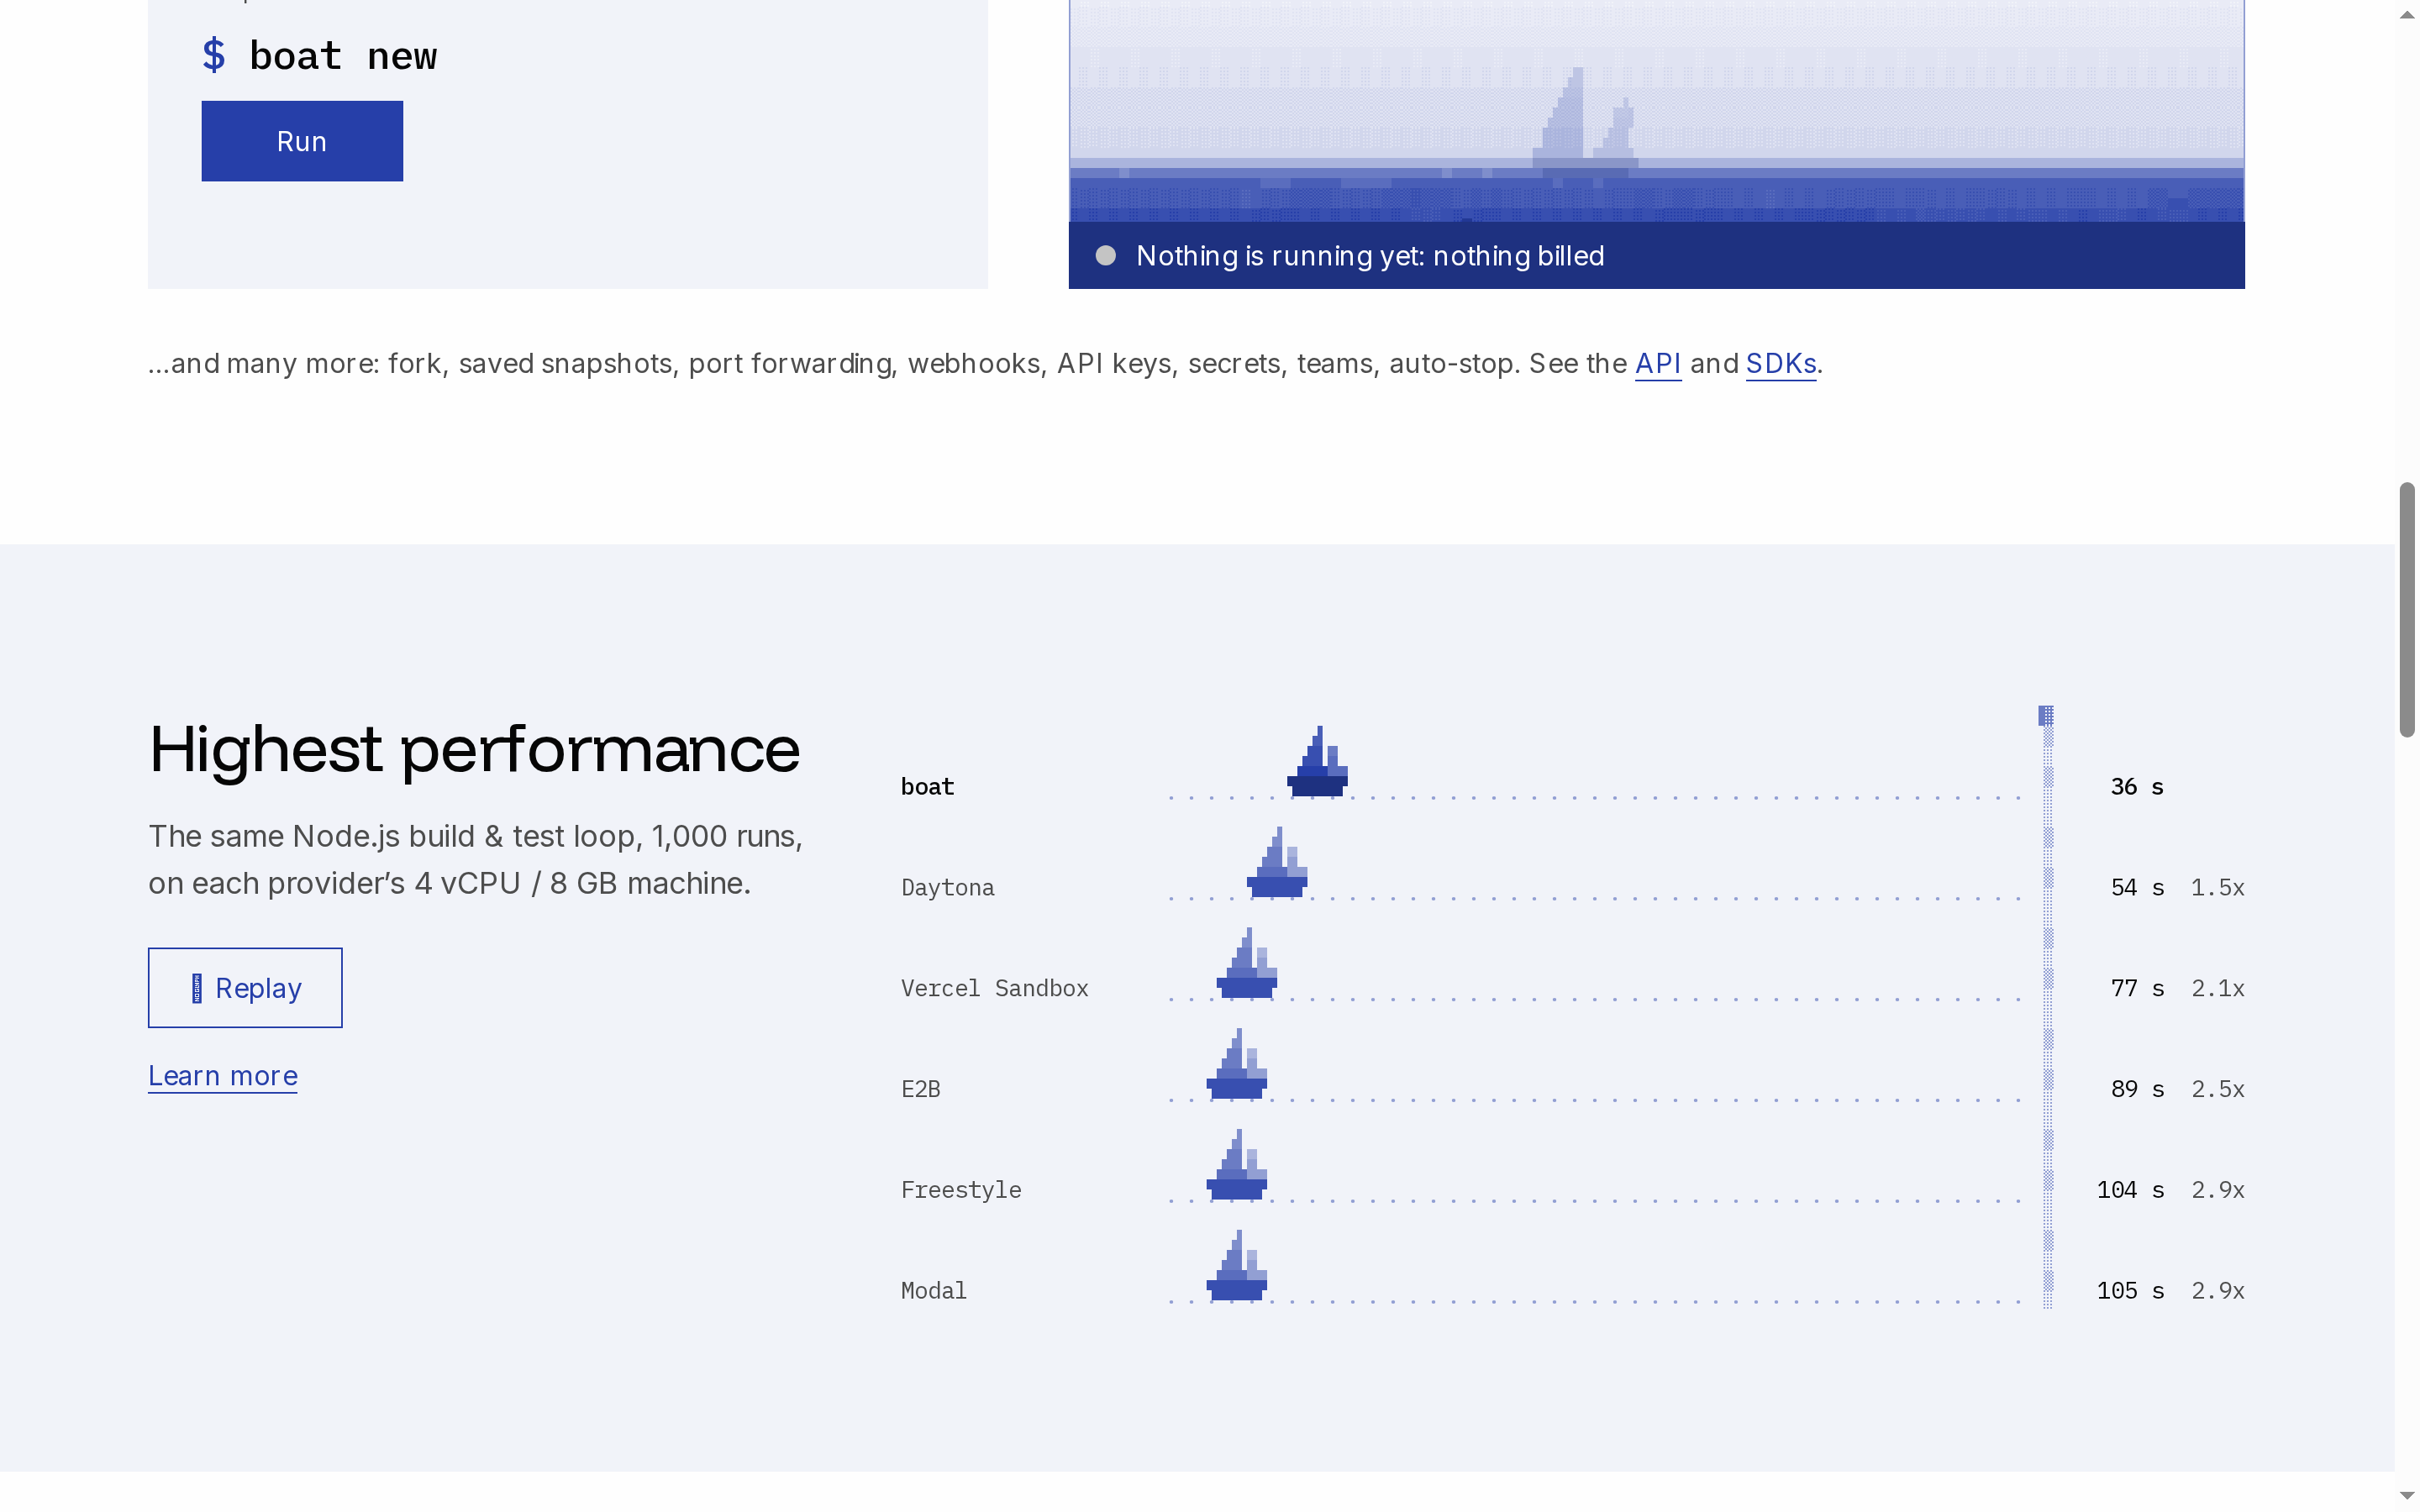 $ boat new
Run
Nothing is running yet: nothing billed
...and many more: fork, saved snapshots, port forwarding, webhooks, API keys, secrets, teams, auto-stop. See the API and SDKs.
Highest performance
The same Node.js build & test loop, 1,000 runs,
on each provider’s 4 vCPU / 8 GB machine.
Replay
Learn more
boat 36 s
Daytona 54 s 1.5x
Vercel Sandbox 77 s 2.1x
E2B 89 s 2.5x
Freestyle 104 s 2.9x
Modal 105 s 2.9x